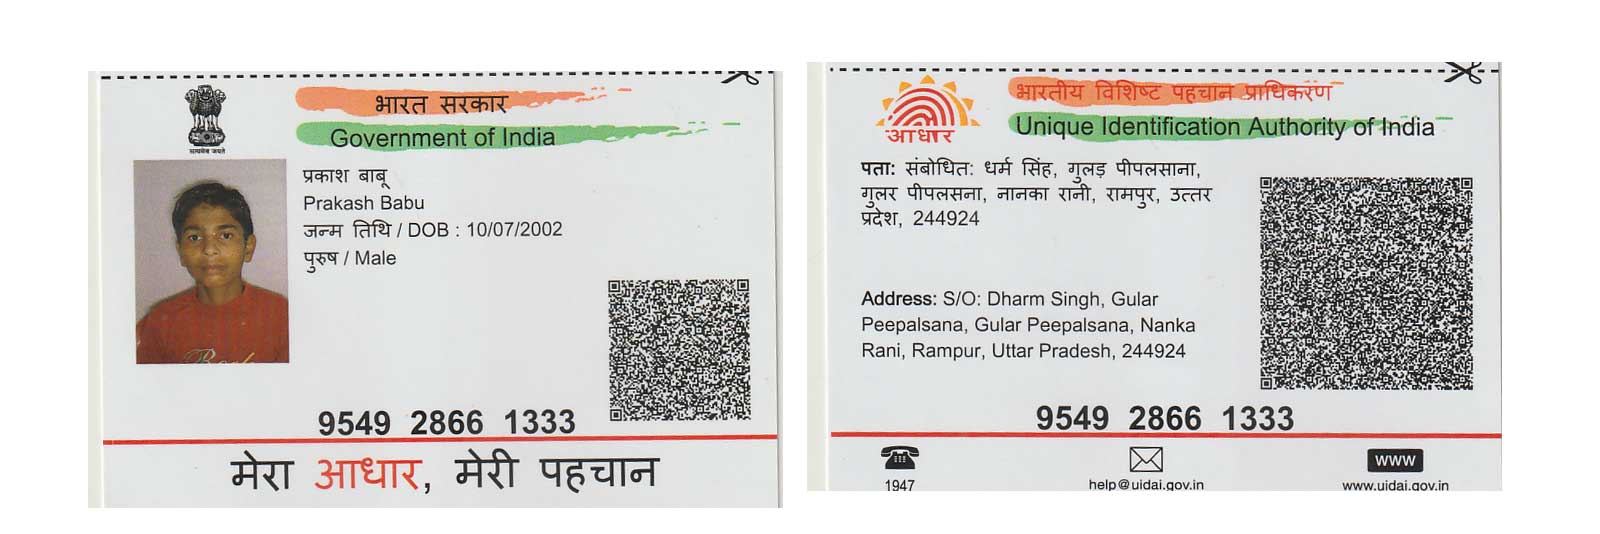 भारत सरकार
Government of India
सत्यमेव जयते
प्रकाश बाबू
Prakash Babu
जन्म तिथि / DOB : 10/07/2002
पुरुष / Male
9549 2866 1333
मेरा आधार, मेरी पहचान
आधार
भारतीय विशिष्ट पहचान प्राधिकरण
Unique Identification Authority of India
पता: संबोधित: धर्म सिंह, गुलड़ पीपलसाना,
गुलर पीपलसना, नानका रानी, रामपुर, उत्तर
प्रदेश, 244924
Address: S/O: Dharm Singh, Gular
Peepalsana, Gular Peepalsana, Nanka
Rani, Rampur, Uttar Pradesh, 244924
9549 2866 1333
1947
help@uidai.gov.in
WWW
www.uidai.gov.in